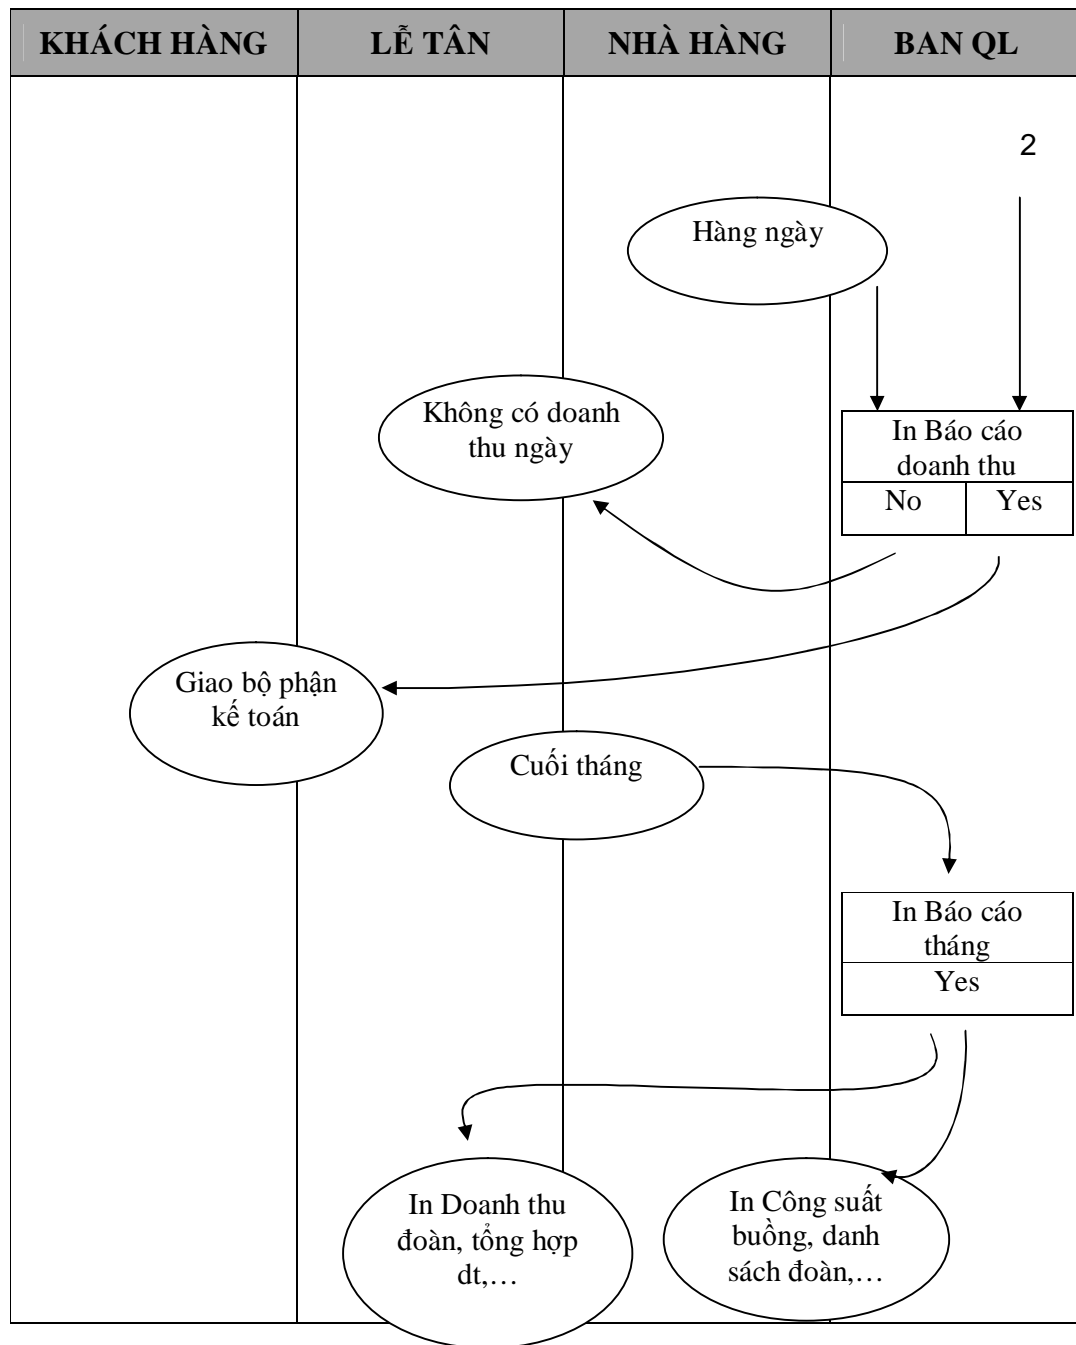 KHÁCH HÀNG LỄ TÂN NHÀ HÀNG BAN QL
2
Hàng ngày
Không có doanh
thu ngày
In Báo cáo
doanh thu
No Yes
Giao bộ phận
kế toán
Cuối tháng
In Báo cáo
tháng
Yes
In Doanh thu
đoàn, tổng hợp
dt,…
In Công suất
buồng, danh
sách đoàn,…